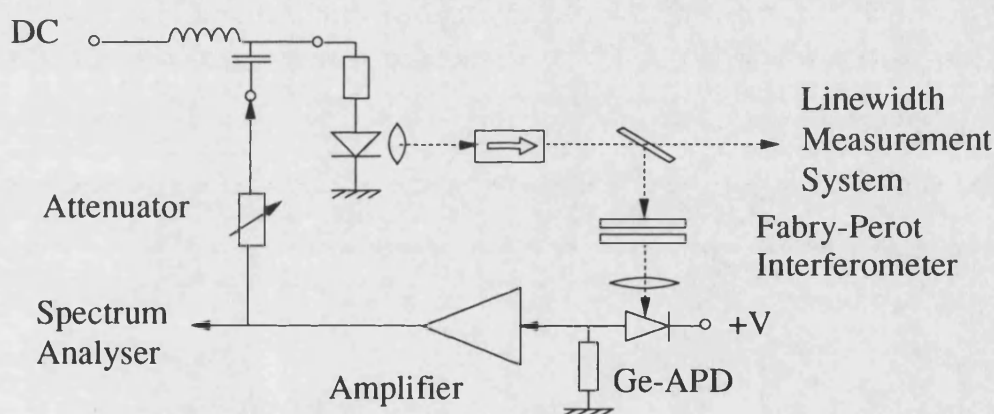 DC
Linewidth
Measurement
System
Attenuator
Fabry-Perot
Interferometer
Spectrum
Analyser
+V
Amplifier
Ge-APD